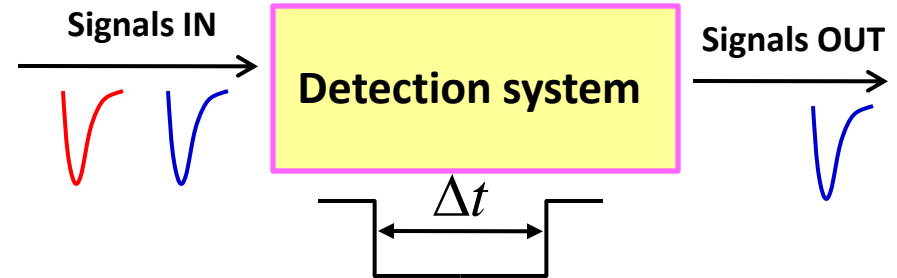 Signals IN
Signals OUT
Detection system
Δt